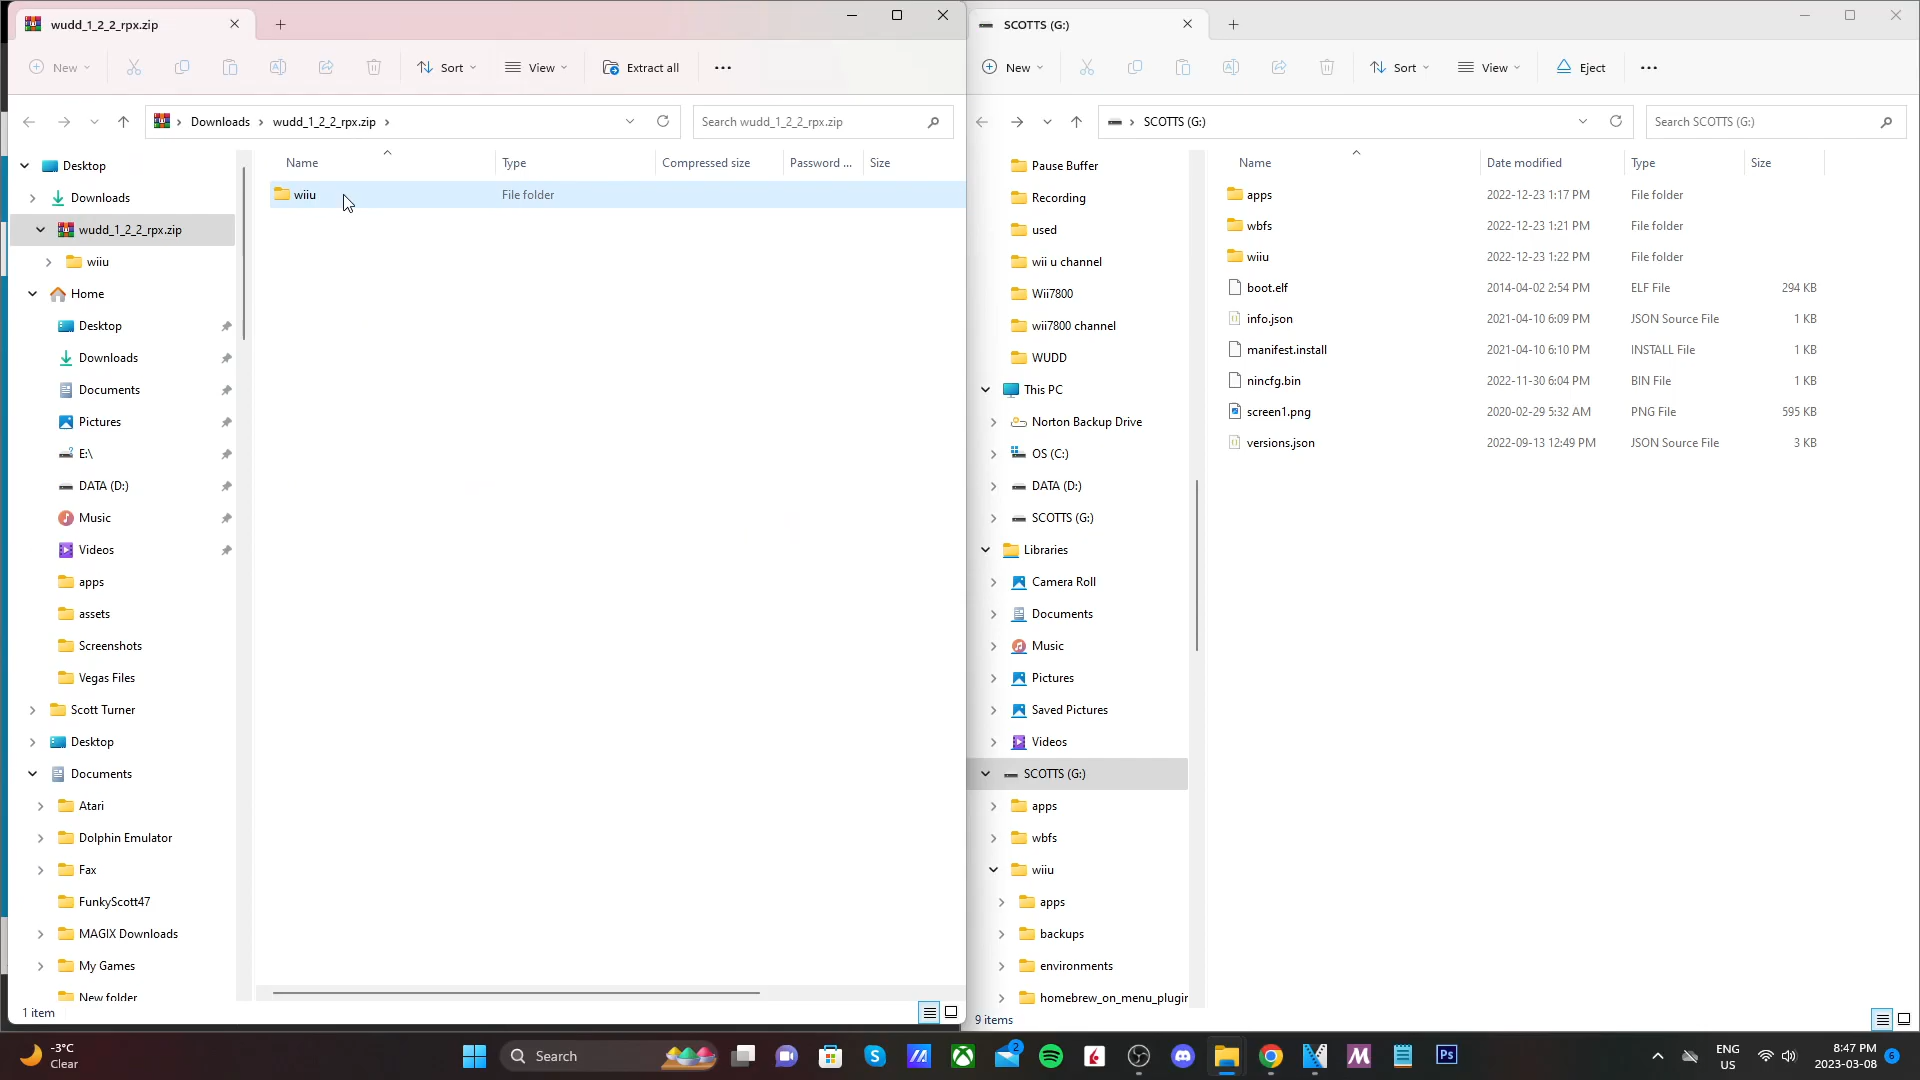 wudd_1_2_2_rpx.zip
New
Sort
View
Extract all
Downloads
wudd_1_2_2_rpx.zip
Search wudd_1_2_2_rpx.zip
Desktop
Downloads
wudd_1_2_2_rpx.zip
wiiu
Home
Desktop
Downloads
Documents
Pictures
E:\
DATA (D:)
Music
Videos
apps
assets
Screenshots
Vegas Files
Scott Turner
Desktop
Documents
Atari
Dolphin Emulator
Fax
FunkyScott47
MAGIX Downloads
My Games
New folder
Name Type Compressed size Password ... Size
wiiu File folder
1 item
SCOTTS (G:)
New
Sort
View
Eject
SCOTTS (G:)
Search SCOTTS (G:)
Pause Buffer
Recording
used
wii u channel
Wii7800
wii7800 channel
WUDD
This PC
Norton Backup Drive
OS (C:)
DATA (D:)
SCOTTS (G:)
Libraries
Camera Roll
Documents
Music
Pictures
Saved Pictures
Videos
SCOTTS (G:)
apps
wbfs
wiiu
apps
backups
environments
homebrew_on_menu_plugin
Name Date modified Type Size
apps 2022-12-23 1:17 PM File folder
wbfs 2022-12-23 1:21 PM File folder
wiiu 2022-12-23 1:22 PM File folder
boot.elf 2014-04-02 2:54 PM ELF File 294 KB
info.json 2021-04-10 6:09 PM JSON Source File 1 KB
manifest.install 2021-04-10 6:10 PM INSTALL File 1 KB
nincfg.bin 2022-11-30 6:04 PM BIN File 1 KB
screen1.png 2020-02-29 5:32 AM PNG File 595 KB
versions.json 2022-09-13 12:49 PM JSON Source File 3 KB
9 items
-3°C
Clear
Search
2
Ps
ENG
US
8:47 PM
2023-03-08
6